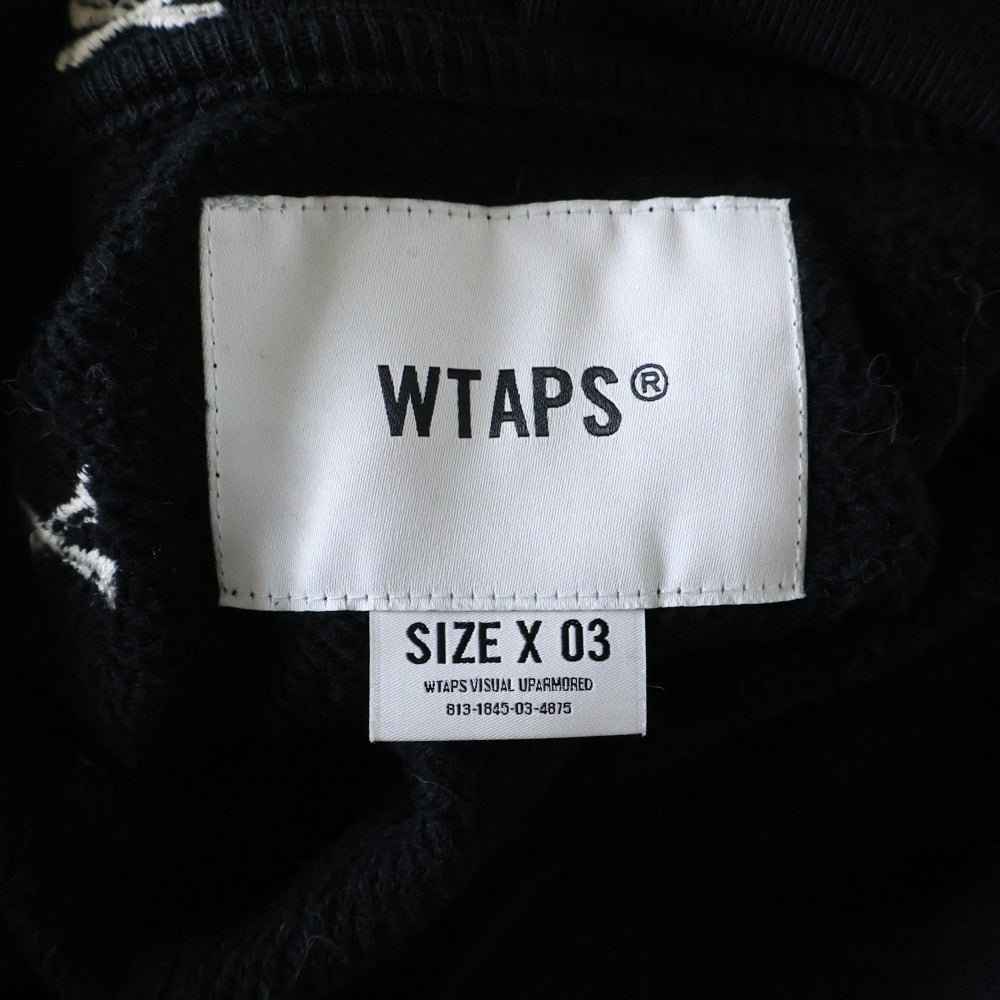 WTAPS®
SIZE X 03
WTAPS VISUAL UPARMORED
813-1845-03-4875